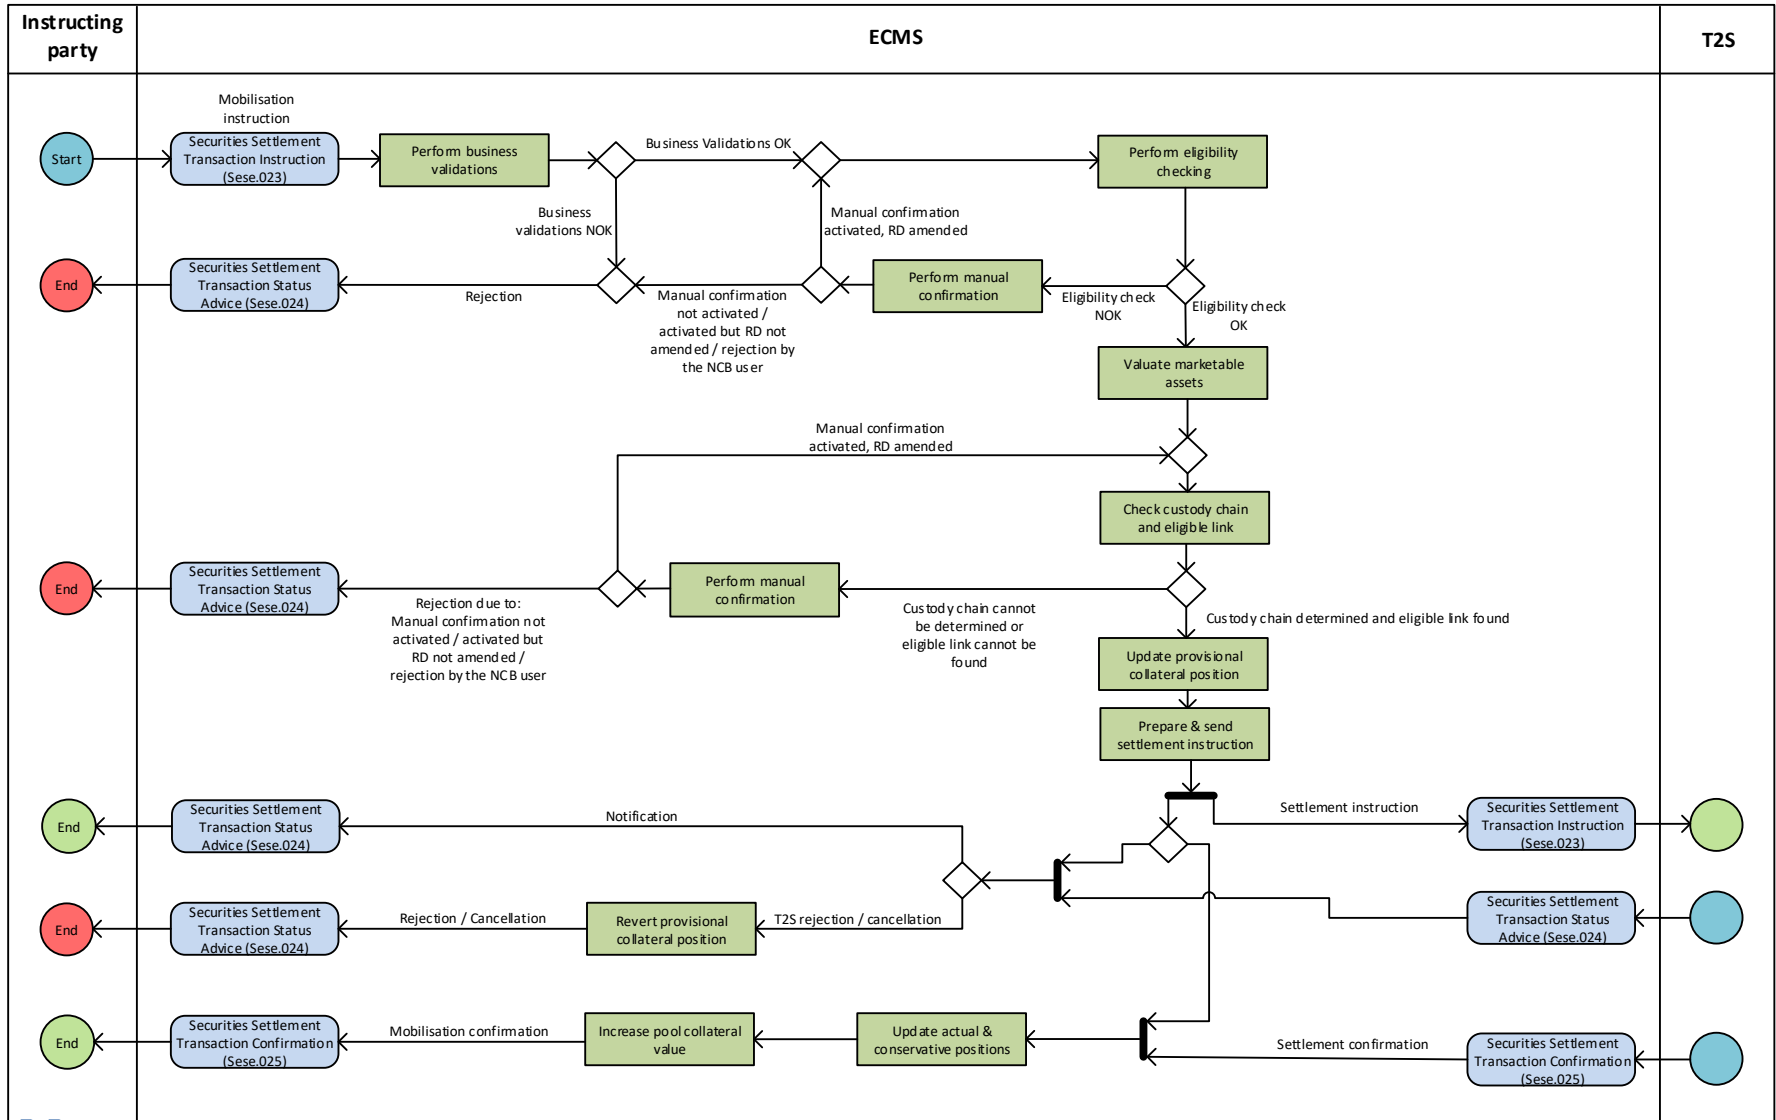 Instructing
party
ECMS
T2S
Mobilisation
instruction
Start
Securities Settlement
Transaction Instruction
(Sese.023)
Perform business
validations
Business Validations OK
Perform eligibility
checking
Business
validations NOK
Manual confirmation
activated, RD amended
End
Securities Settlement
Transaction Status
Advice (Sese.024)
Rejection
Manual confirmation
not activated /
activated but RD not
amended / rejection by
the NCB user
Perform manual
confirmation
Eligibility check
NOK
Eligibility check
OK
Valuate marketable
assets
Manual confirmation
activated, RD amended
Check custody chain
and eligible link
End
Securities Settlement
Transaction Status
Advice (Sese.024)
Rejection due to:
Manual confirmation not
activated / activated but
RD not amended /
rejection by the NCB user
Perform manual
confirmation
Custody chain cannot
be determined or
eligible link cannot be
found
Custody chain determined and eligible link found
Update provisional
collateral position
Prepare & send
settlement instruction
End
Securities Settlement
Transaction Status
Advice (Sese.024)
Notification
Settlement instruction
Securities Settlement
Transaction Instruction
(Sese.023)
End
Securities Settlement
Transaction Status
Advice (Sese.024)
Rejection / Cancellation
Revert provisional
collateral position
T2S rejection / cancellation
Securities Settlement
Transaction Status
Advice (Sese.024)
End
Securities Settlement
Transaction Confirmation
(Sese.025)
Mobilisation confirmation
Increase pool collateral
value
Update actual &
conservative positions
Settlement confirmation
Securities Settlement
Transaction Confirmation
(Sese.025)